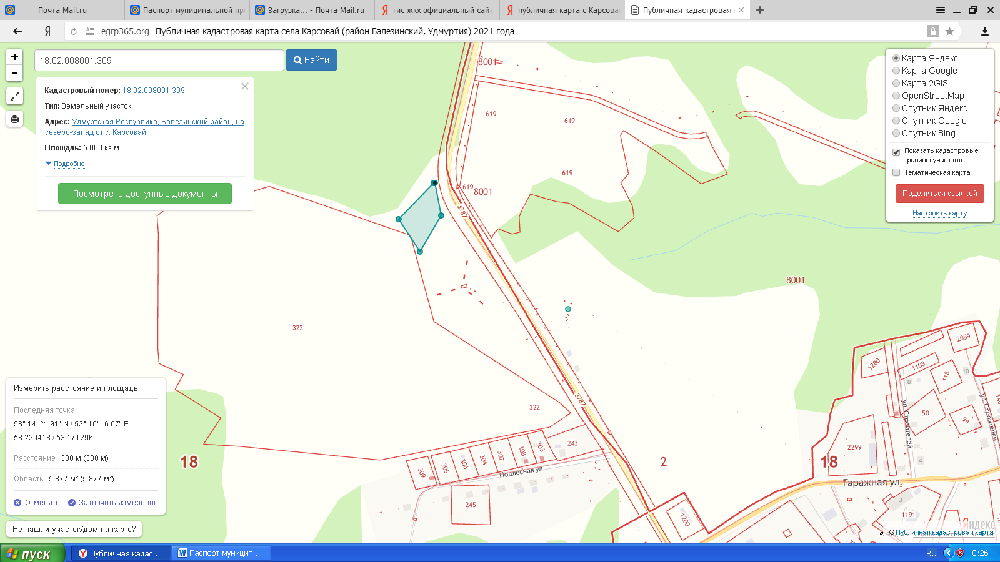 Почта Mail.ru
Паспорт муниципальной пр
Загрузка... - Почта Mail.ru
гис жкх официальный сайт
публичная карта с Карсова
Публичная кадастровая
egrp365.org Публичная кадастровая карта села Карсовай (район Балезинский, Удмуртия) 2021 года
18:02:008001:309
Найти
Кадастровый номер: 18:02:008001:309
Тип: Земельный участок
Адрес: Удмуртская Республика, Балезинский район, на
северо-запад от с. Карсовай
Площадь: 5 000 кв.м.
Подробно
Посмотреть доступные документы
Карта Яндекс
Карта Google
Карта 2GIS
OpenStreetMap
Спутник Яндекс
Спутник Google
Спутник Bing
Показать кадастровые
границы участков
Тематическая карта
Поделиться ссылкой
Настроить карту
8001
619
619
619
619
8001
3787
8001
322
322
3787
18
2
18
309
305
306
304
307
308
303
243
Подлесная ул.
245
1200
2059
1280
1103
118
10
8
50
94
ул. Строителей
ул. Строителей
2299
4
Гаражная ул.
3
1191
Измерить расстояние и площадь
Последняя точка
58° 14' 21.91" N / 53° 10' 16.67" E
58.239418 / 53.171296
Расстояние 330 м (330 м)
Область 5 877 м² (5 877 м²)
Отменить
Закончить измерение
Не нашли участок/дом на карте?
Яндекс
© Публичная кадастровая карта
пуск
Публичная кадас...
Паспорт муницип...
RU
8:26